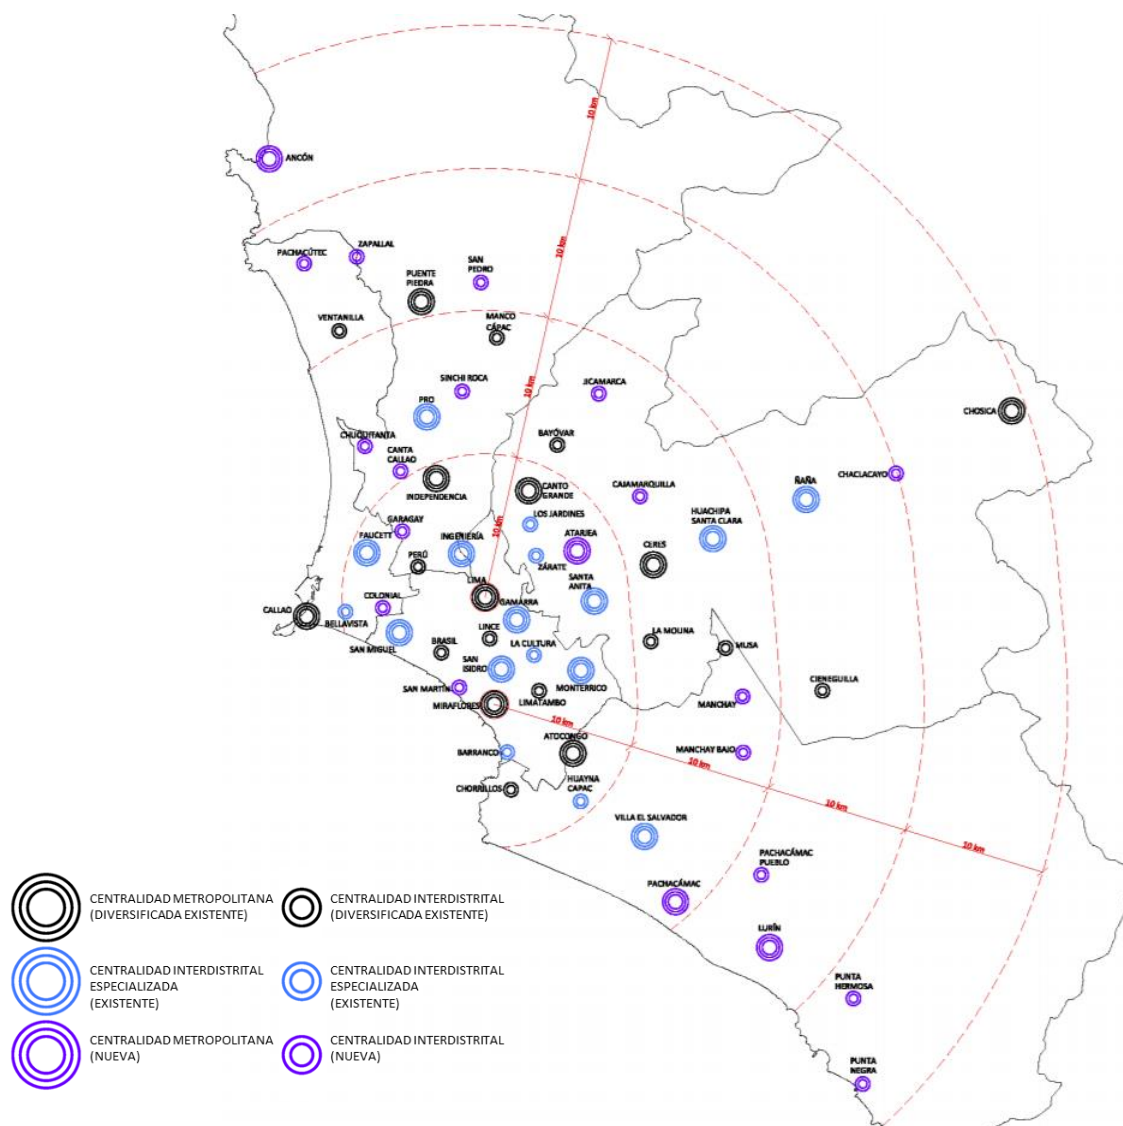 10 km
ANCÓN
ZAPALLAL
PACHACÚTEC
10 km
SAN
PEDRO
PUENTE
PIEDRA
VENTANILLA
MANCO
CÁPAC
SINCHI ROCA
10 km
JICAMARCA
PRO
CHOSICA
CHUQUITANTA
BAYÓVAR
CANTA
CALLAO
CHACLACAYO
INDEPENDENCIA
CANTO
GRANDE
CAJAMARQUILLA
ÑAÑA
LOS JARDINES
HUACHIPA
SANTA CLARA
GARAGAY
10 km
FAUCETT
INGENIERÍA
ATARJEA
CERES
PERÚ
ZÁRATE
LIMA
SANTA
ANITA
CALLAO
COLONIAL
GAMARRA
BELLAVISTA
LINCE
LA MOLINA
SAN MIGUEL
BRASIL
LA CULTURA
MUSA
SAN
ISIDRO
SAN MARTÍN
MONTERRICO
CIENEGUILLA
MIRAFLORES
LIMATAMBO
MANCHAY
10 km
ATOCONGO
BARRANCO
MANCHAY BAJO
10 km
CHORRILLOS
HUAYNA
CAPAC
10 km
VILLA EL SALVADOR
10 km
PACHACÁMAC
PUEBLO
PACHACÁMAC
LURÍN
PUNTA
HERMOSA
PUNTA
NEGRA
CENTRALIDAD METROPOLITANA
(DIVERSIFICADA EXISTENTE)
CENTRALIDAD INTERDISTRITAL
(DIVERSIFICADA EXISTENTE)
CENTRALIDAD INTERDISTRITAL
ESPECIALIZADA
(EXISTENTE)
CENTRALIDAD INTERDISTRITAL
ESPECIALIZADA
(EXISTENTE)
CENTRALIDAD METROPOLITANA
(NUEVA)
CENTRALIDAD INTERDISTRITAL
(NUEVA)